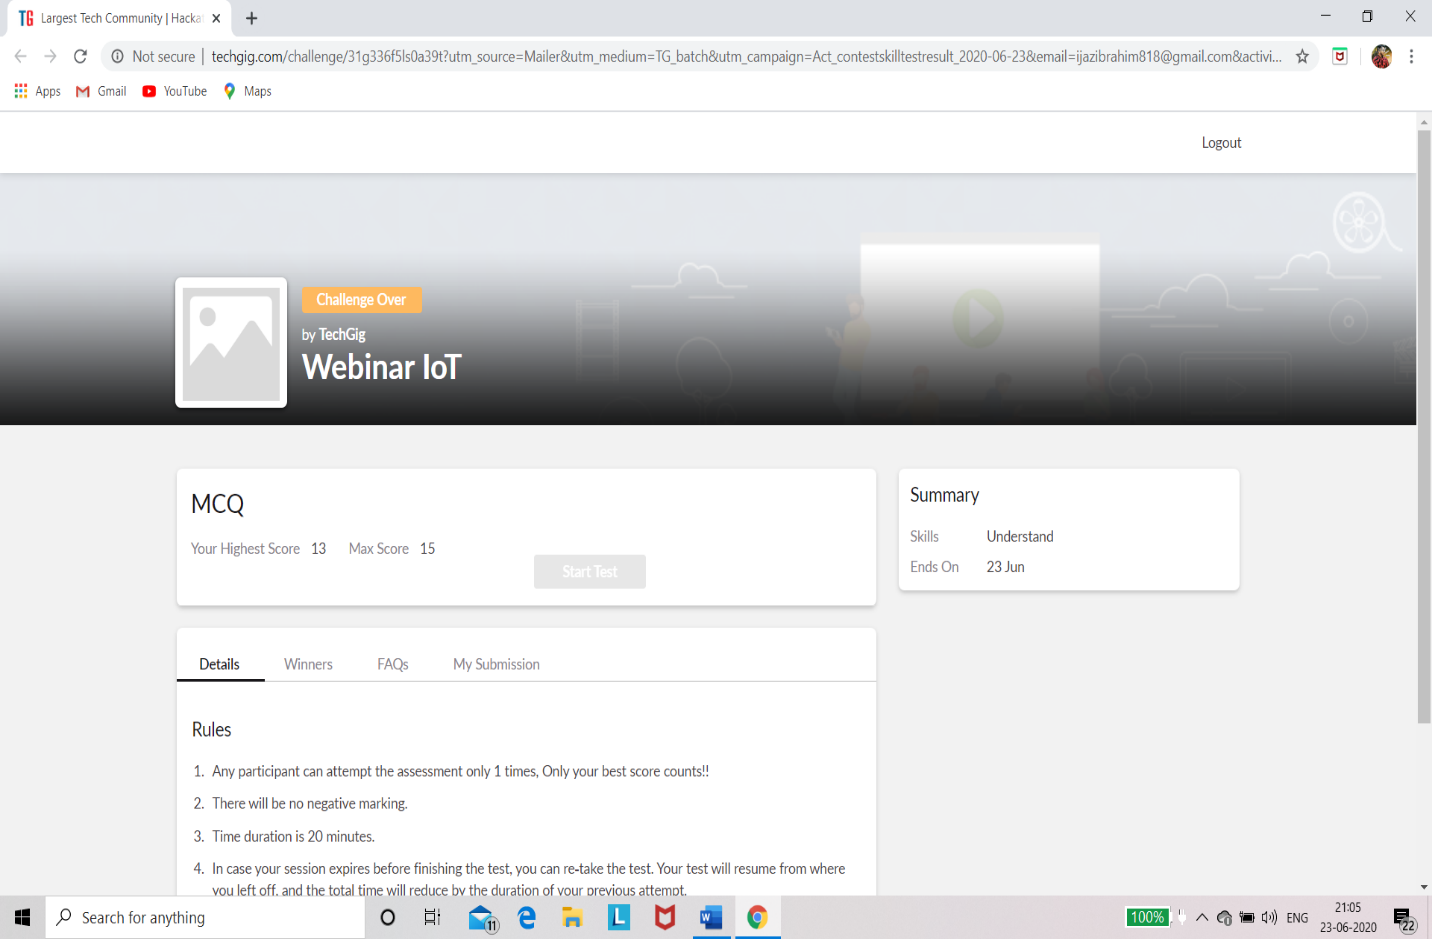 TG Largest Tech Community | Hacka
Not secure | techgig.com/challenge/31g336f5ls0a39t?utm_source=Mailer&utm_medium=TG_batch&utm_campaign=Act_contestskilltestresult_2020-06-23&email=ijazibrahim818@gmail.com&activi...
Apps Gmail YouTube Maps
Logout
Challenge Over
by TechGig
Webinar IoT
MCQ
Your Highest Score 13 Max Score 15
Start Test
Summary
Skills Understand
Ends On 23 Jun
Details Winners FAQs My Submission
Rules
1. Any participant can attempt the assessment only 1 times, Only your best score counts!!
2. There will be no negative marking.
3. Time duration is 20 minutes.
4. In case your session expires before finishing the test, you can re-take the test. Your test will resume from where
you left off, and the total time will reduce by the duration of your previous attempt.
Search for anything
11
L
W
100%
ENG
21:05
23-06-2020
22